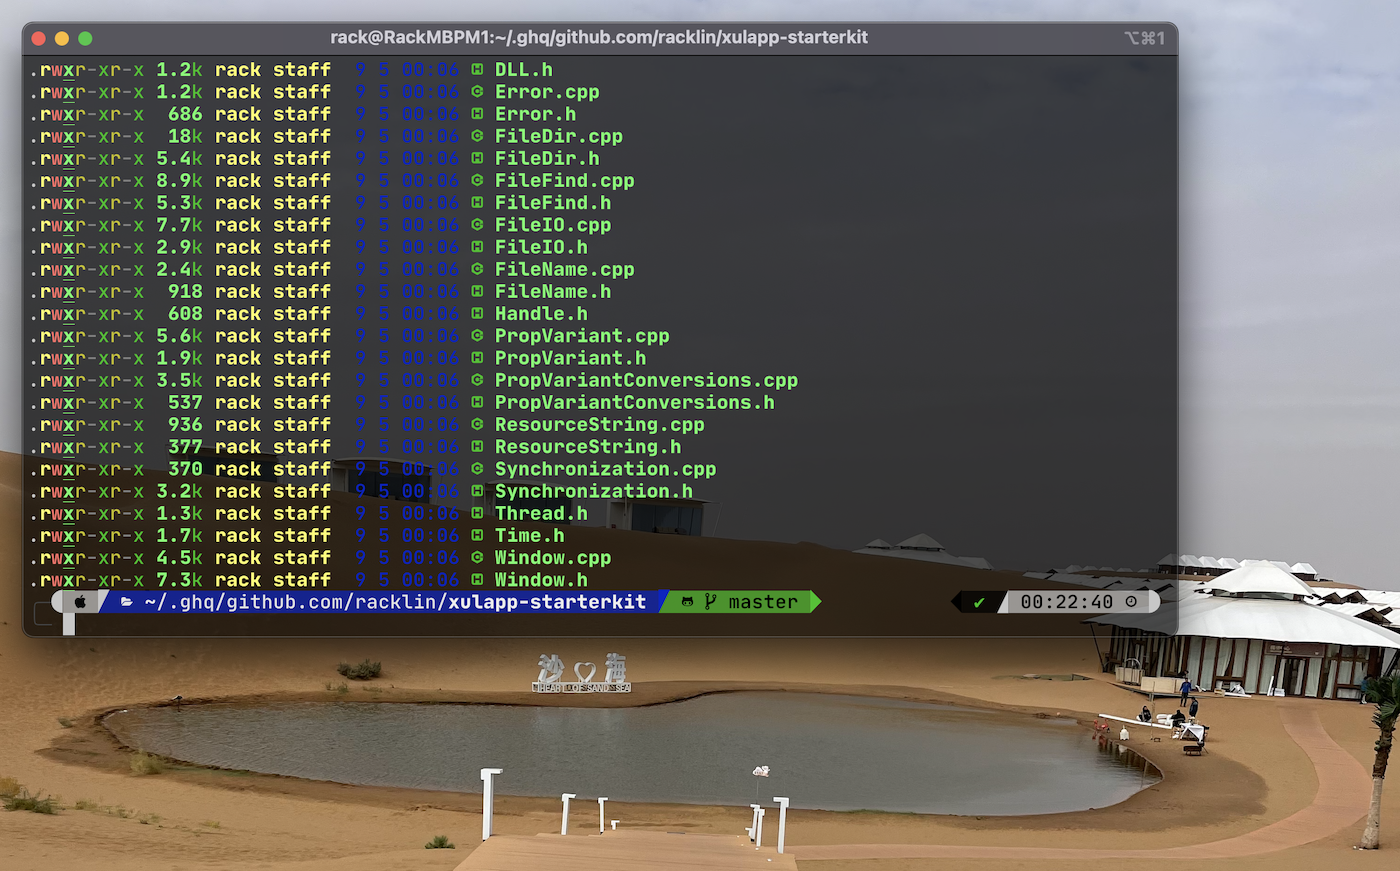 rack@RackMBPM1:~/.ghq/github.com/racklin/xulapp-starterkit
⌥⌘1
.rwxr-xr-x 1.2k rack staff 9 5 00:06 DLL.h
.rwxr-xr-x 1.2k rack staff 9 5 00:06 Error.cpp
.rwxr-xr-x 686 rack staff 9 5 00:06 Error.h
.rwxr-xr-x 18k rack staff 9 5 00:06 FileDir.cpp
.rwxr-xr-x 5.4k rack staff 9 5 00:06 FileDir.h
.rwxr-xr-x 8.9k rack staff 9 5 00:06 FileFind.cpp
.rwxr-xr-x 5.3k rack staff 9 5 00:06 FileFind.h
.rwxr-xr-x 7.7k rack staff 9 5 00:06 FileIO.cpp
.rwxr-xr-x 2.9k rack staff 9 5 00:06 FileIO.h
.rwxr-xr-x 2.4k rack staff 9 5 00:06 FileName.cpp
.rwxr-xr-x 918 rack staff 9 5 00:06 FileName.h
.rwxr-xr-x 608 rack staff 9 5 00:06 Handle.h
.rwxr-xr-x 5.6k rack staff 9 5 00:06 PropVariant.cpp
.rwxr-xr-x 1.9k rack staff 9 5 00:06 PropVariant.h
.rwxr-xr-x 3.5k rack staff 9 5 00:06 PropVariantConversions.cpp
.rwxr-xr-x 537 rack staff 9 5 00:06 PropVariantConversions.h
.rwxr-xr-x 936 rack staff 9 5 00:06 ResourceString.cpp
.rwxr-xr-x 377 rack staff 9 5 00:06 ResourceString.h
.rwxr-xr-x 370 rack staff 9 5 00:06 Synchronization.cpp
.rwxr-xr-x 3.2k rack staff 9 5 00:06 Synchronization.h
.rwxr-xr-x 1.3k rack staff 9 5 00:06 Thread.h
.rwxr-xr-x 1.7k rack staff 9 5 00:06 Time.h
.rwxr-xr-x 4.5k rack staff 9 5 00:06 Window.cpp
.rwxr-xr-x 7.3k rack staff 9 5 00:06 Window.h
~/.ghq/github.com/racklin/xulapp-starterkit master ✔ 00:22:40
沙♡海
HEART OF SAND SEA